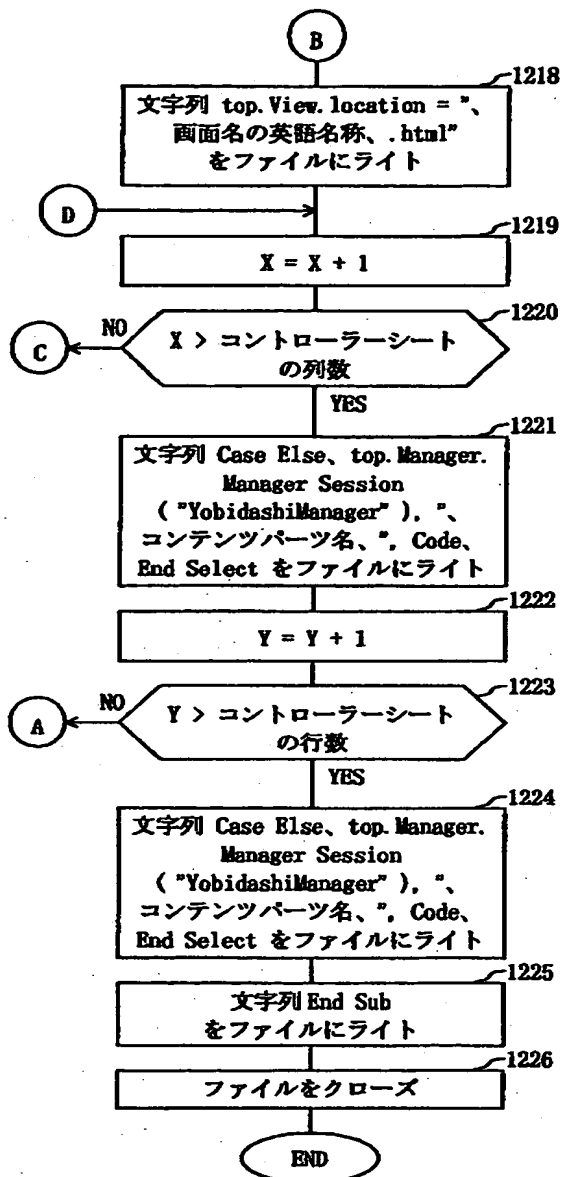 B
1218
文字列 top.View.location = "、
画面名の英語名称、.html"
をファイルにライト
D
1219
X = X + 1
1220
NO
C
X > コントローラーシート
の列数
YES
1221
文字列 Case Else、top.Manager.
Manager Session
( "YobidashiManager" ), "、
コンテンツパーツ名、", Code、
End Select をファイルにライト
1222
Y = Y + 1
1223
NO
A
Y > コントローラーシート
の行数
YES
1224
文字列 Case Else、top.Manager.
Manager Session
( "YobidashiManager" ), "、
コンテンツパーツ名、", Code、
End Select をファイルにライト
1225
文字列 End Sub
をファイルにライト
1226
ファイルをクローズ
END